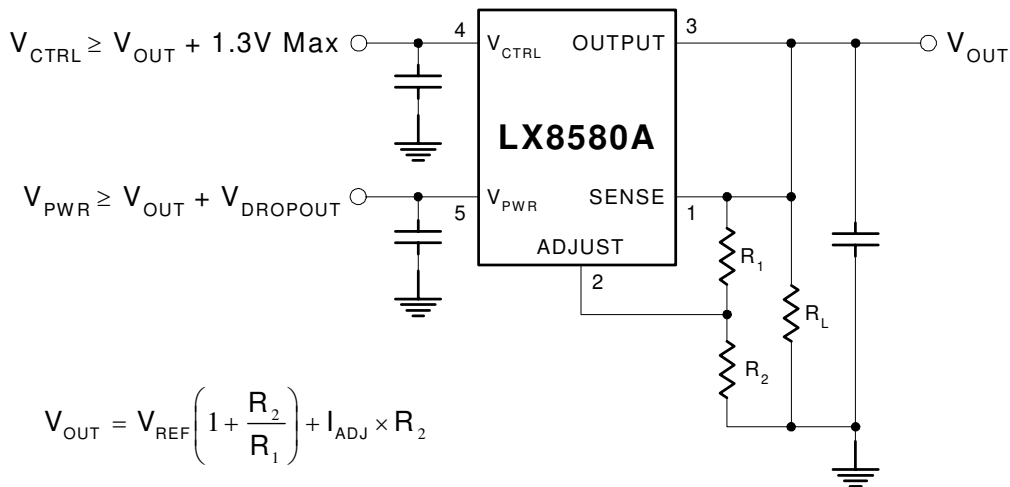 V_CTRL ≥ V_OUT + 1.3V Max
4
V_CTRL
OUTPUT
3
V_OUT
LX8580A
V_PWR ≥ V_OUT + V_DROPOUT
5
V_PWR
SENSE
1
ADJUST
2
R_1
R_L
R_2
V_OUT = V_REF(1 + R_2/R_1) + I_ADJ × R_2